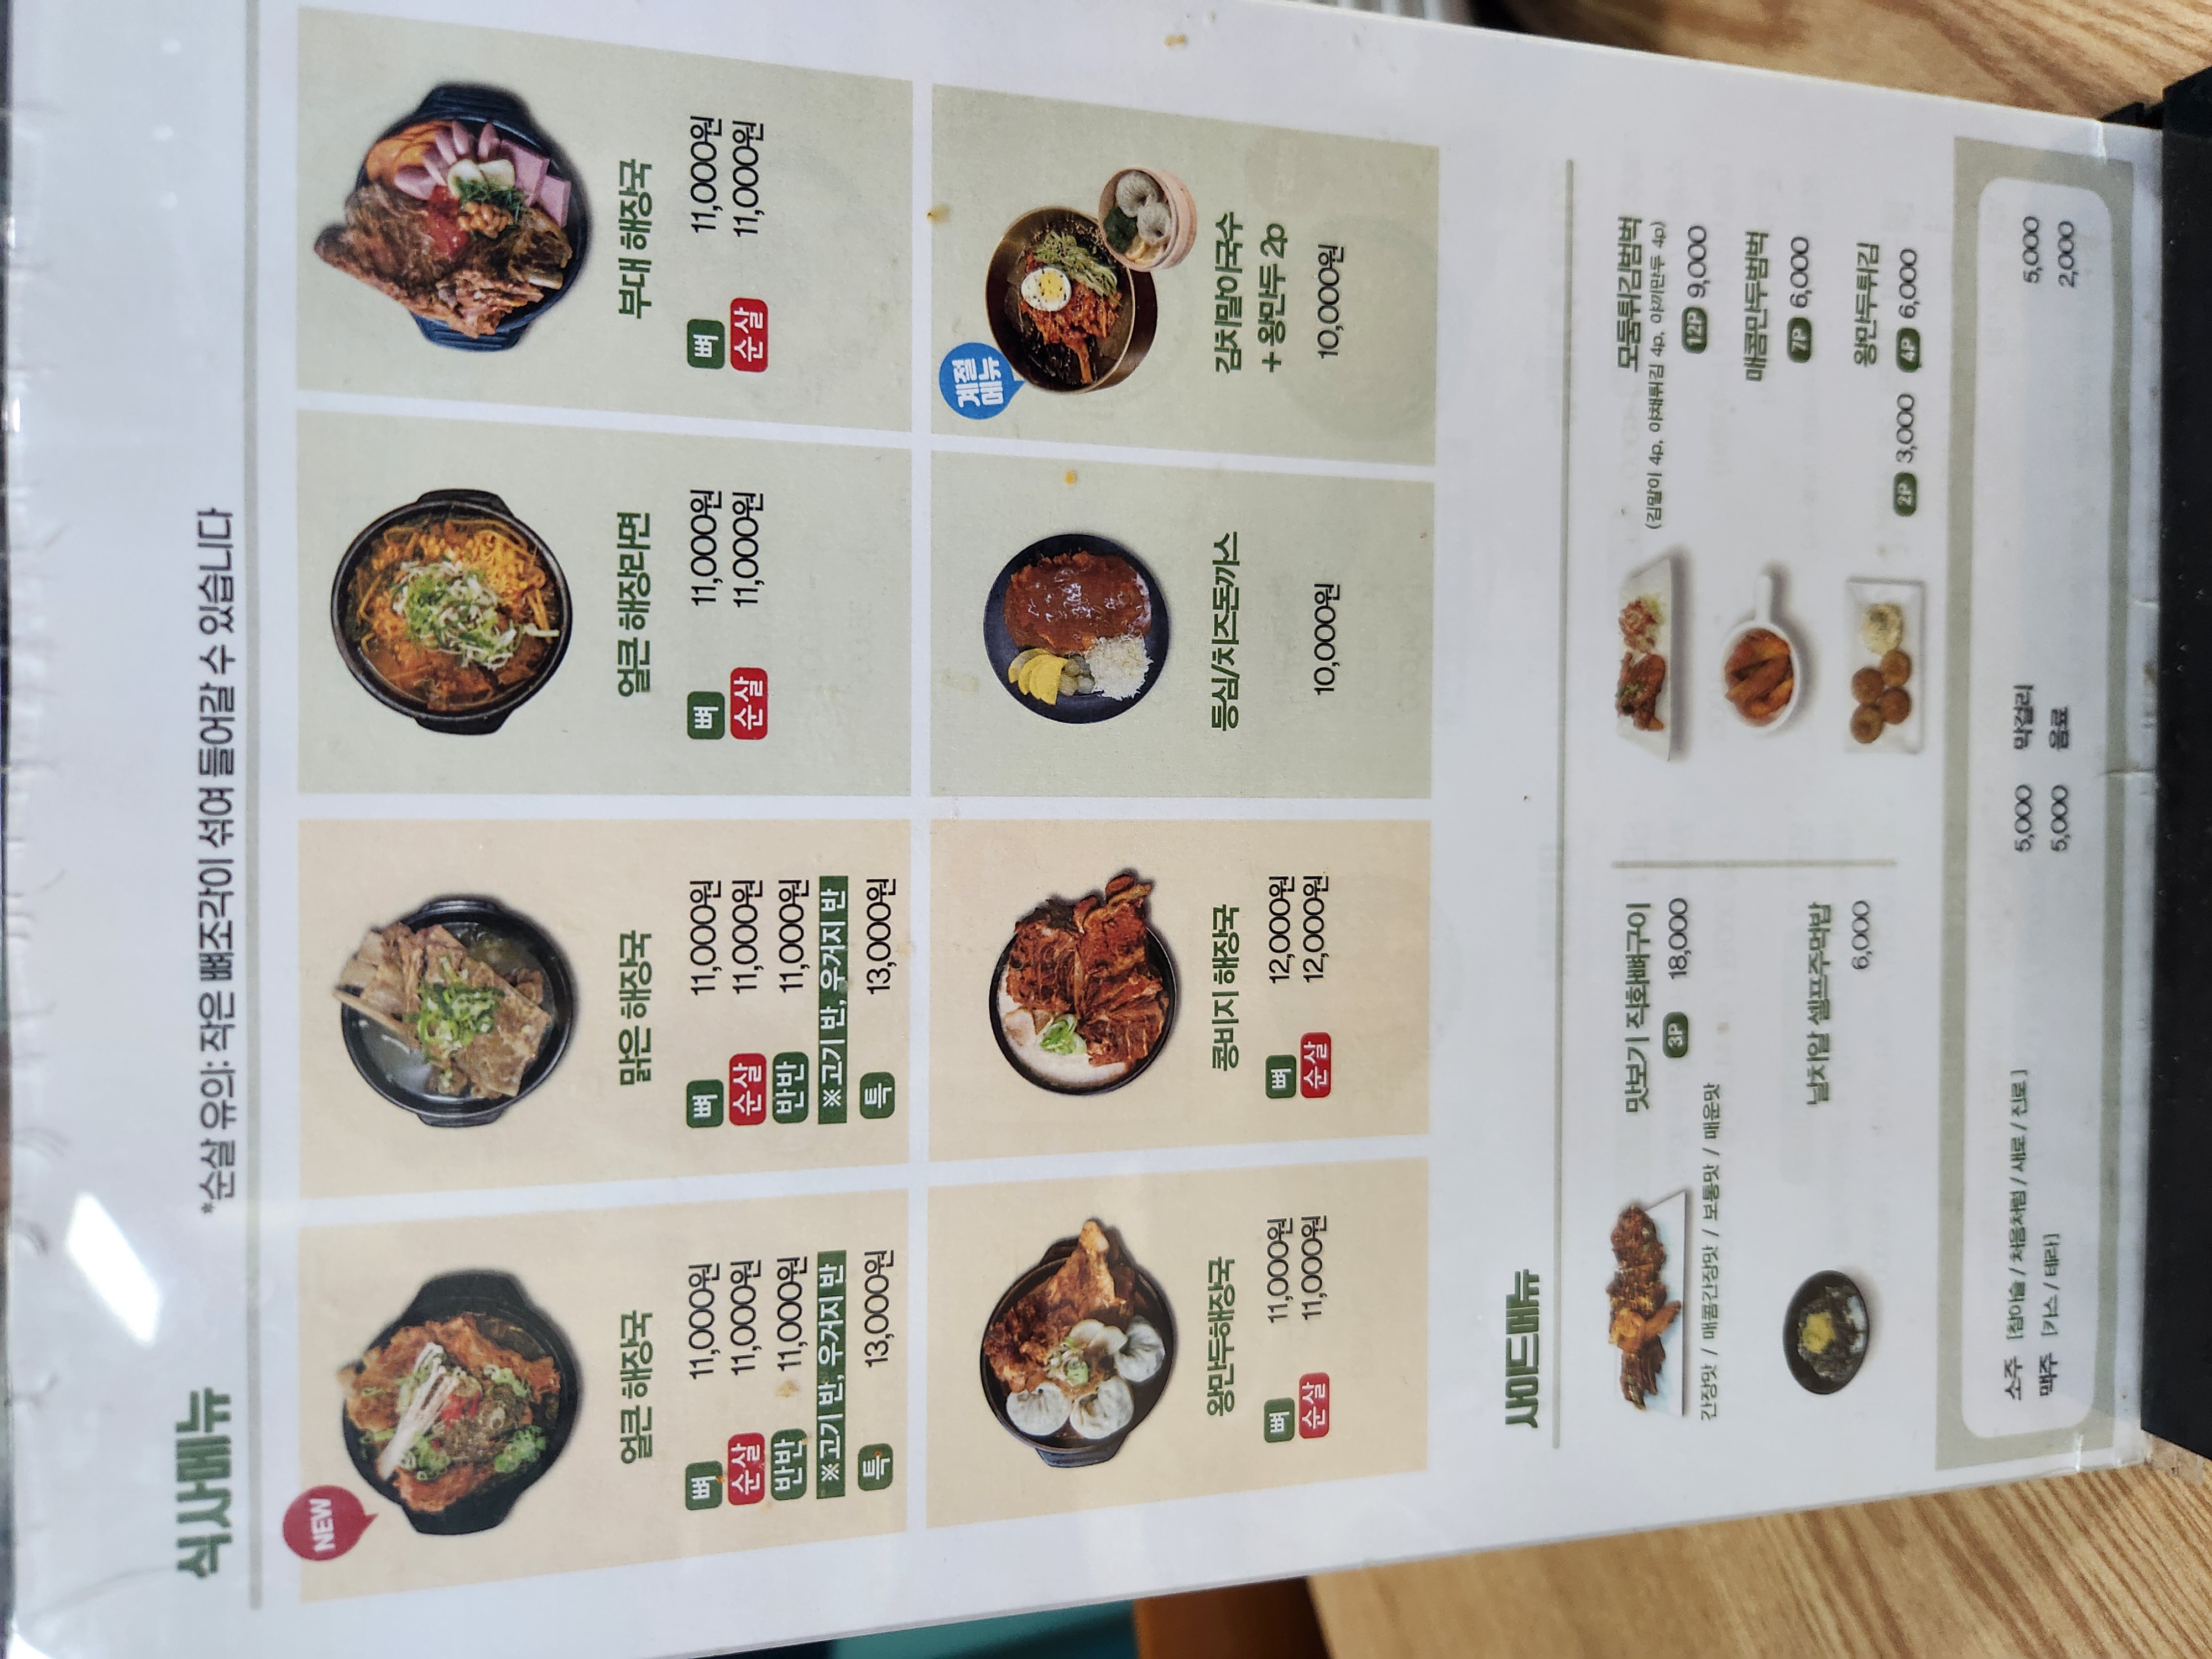 식사메뉴
*순살 유의: 작은 뼈조각이 섞여 들어갈 수 있습니다
NEW
얼큰 해장국
뼈 11,000원
순살 11,000원
반반 11,000원
※고기 반, 우거지 반
특 13,000원
맑은 해장국
뼈 11,000원
순살 11,000원
반반 11,000원
※고기 반, 우거지 반
특 13,000원
얼큰 해장라면
뼈 11,000원
순살 11,000원
부대 해장국
뼈 11,000원
순살 11,000원
왕만두해장국
뼈 11,000원
순살 11,000원
콩비지 해장국
뼈 12,000원
순살 12,000원
등심/치즈돈까스
10,000원
계절
메뉴
김치말이국수
+ 왕만두 2p
10,000원
사이드메뉴
맛보기 직화뼈구이
3P 18,000
간장맛 / 매콤간장맛 / 보통맛 / 매운맛
날치알 셀프주먹밥
6,000
모둠튀김범벅
(김말이 4p, 야채튀김 4p, 야끼만두 4p)
12P 9,000
매콤만두범벅
7P 6,000
왕만두튀김
2P 3,000 4P 6,000
소주 [참이슬 / 처음처럼 / 새로 / 진로 ] 5,000
맥주 [카스 / 테라] 5,000
막걸리 5,000
음료 2,000